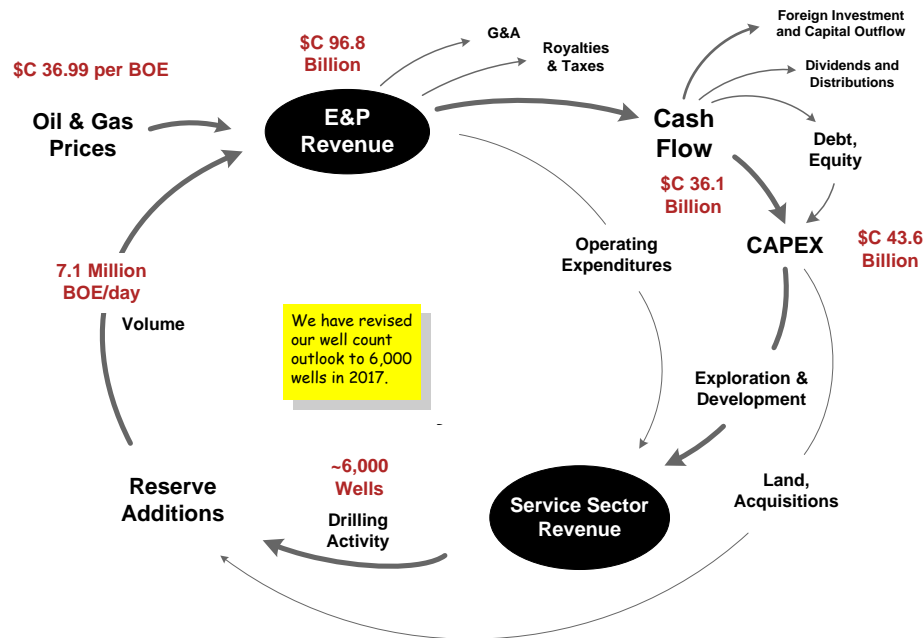 Foreign Investment
and Capital Outflow
G&A
$C 96.8
Billion
Royalties
& Taxes
$C 36.99 per BOE
Dividends and
Distributions
Oil & Gas
Prices
E&P
Revenue
Cash
Flow
Debt,
Equity
$C 36.1
Billion
CAPEX
$C 43.6
Billion
Operating
Expenditures
7.1 Million
BOE/day
Volume
We have revised
our well count
outlook to 6,000
wells in 2017.
Exploration &
Development
~6,000
Wells
Reserve
Additions
Drilling
Activity
Service Sector
Revenue
Land,
Acquisitions